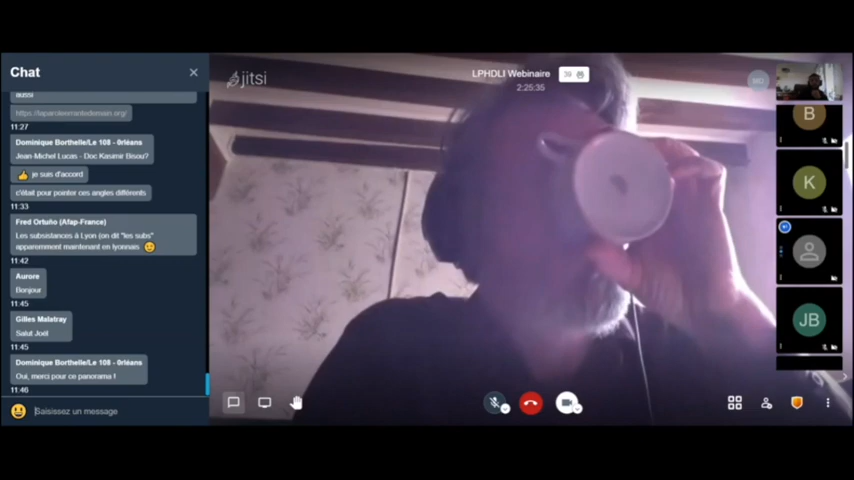 Chat
aussi
https://laparoleerrantedemain.org/
11:27
Dominique Borthelle/Le 108 - 0rléans
Jean-Michel Lucas - Doc Kasimir Bisou?
👍 je suis d'accord
c'était pour pointer ces angles différents
11:33
Fred Ortuño (Afap-France)
Les subsistances à Lyon (on dit "les subs"
apparemment maintenant en lyonnais 😉
11:42
Aurore
Bonjour
11:45
Gilles Malatray
Salut Joël
11:45
Dominique Borthelle/Le 108 - 0rléans
Oui, merci pour ce panorama !
11:46
Saisissez un message
jitsi
LPHDLI Webinaire 39
2:25:35
B
K
JB